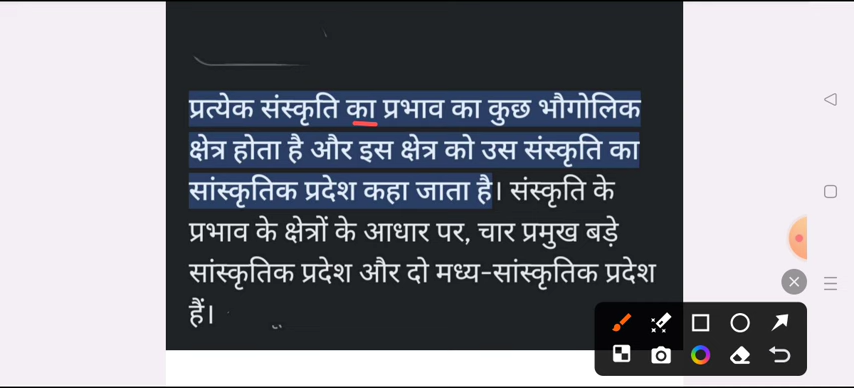 प्रत्येक संस्कृति का प्रभाव का कुछ भौगोलिक
क्षेत्र होता है और इस क्षेत्र को उस संस्कृति का
सांस्कृतिक प्रदेश कहा जाता है। संस्कृति के
प्रभाव के क्षेत्रों के आधार पर, चार प्रमुख बड़े
सांस्कृतिक प्रदेश और दो मध्य-सांस्कृतिक प्रदेश
हैं।